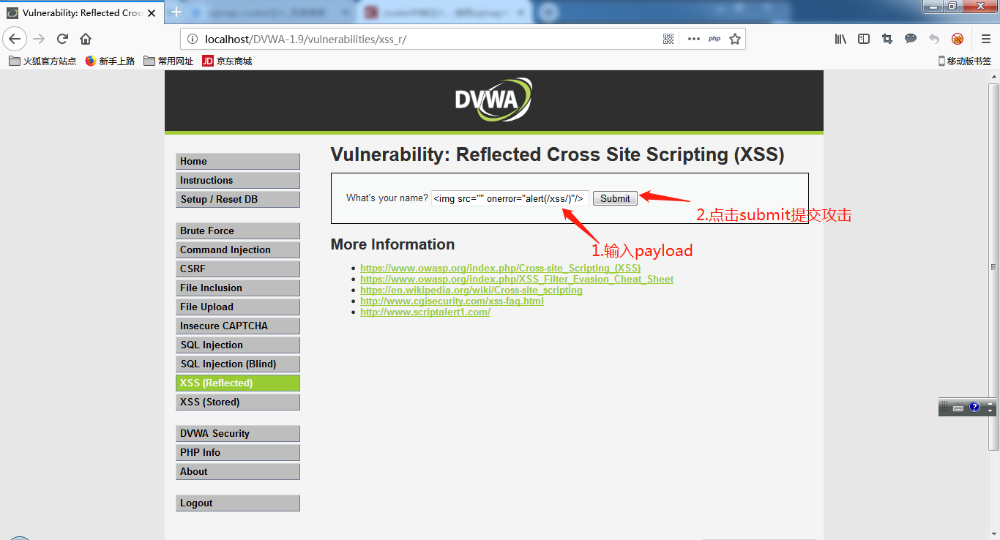 Vulnerability: Reflected Cros
localhost/DVWA-1.9/vulnerabilities/xss_r/
php
火狐官方站点 新手上路 常用网址 JD 京东商城 移动版书签
DVWA
Home
Instructions
Setup / Reset DB
Brute Force
Command Injection
CSRF
File Inclusion
File Upload
Insecure CAPTCHA
SQL Injection
SQL Injection (Blind)
XSS (Reflected)
XSS (Stored)
DVWA Security
PHP Info
About
Logout
Vulnerability: Reflected Cross Site Scripting (XSS)
What's your name? <img src="" onerror="alert(/xss/)"/> Submit
2.点击submit提交攻击
1.输入payload
More Information
https://www.owasp.org/index.php/Cross-site_Scripting_(XSS)
https://www.owasp.org/index.php/XSS_Filter_Evasion_Cheat_Sheet
https://en.wikipedia.org/wiki/Cross-site_scripting
http://www.cgisecurity.com/xss-faq.html
http://www.scriptalert1.com/